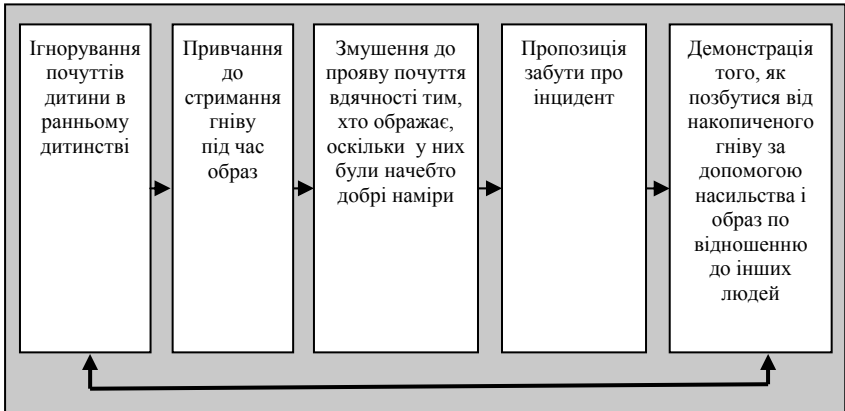 Ігнорування
почуттів
дитини в
ранньому
дитинстві
Привчання
до
стримання
гніву
під час
образ
Змушення до
прояву почуття
вдячності тим,
хто ображає,
оскільки у них
були начебто
добрі наміри
Пропозиція
забути про
інцидент
Демонстрація
того, як
позбутися від
накопиченого
гніву за
допомогою
насильства і
образ по
відношенню
до інших
людей